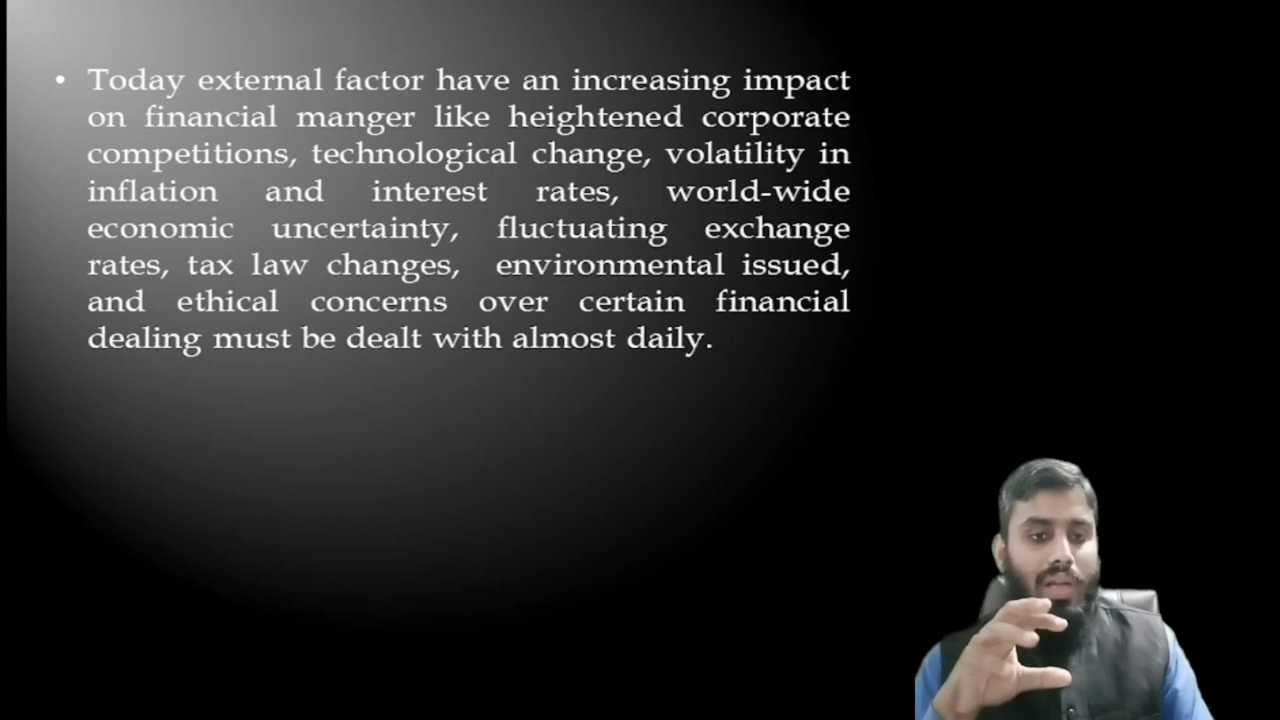 • Today external factor have an increasing impact
on financial manger like heightened corporate
competitions, technological change, volatility in
inflation and interest rates, world-wide
economic uncertainty, fluctuating exchange
rates, tax law changes, environmental issued,
and ethical concerns over certain financial
dealing must be dealt with almost daily.